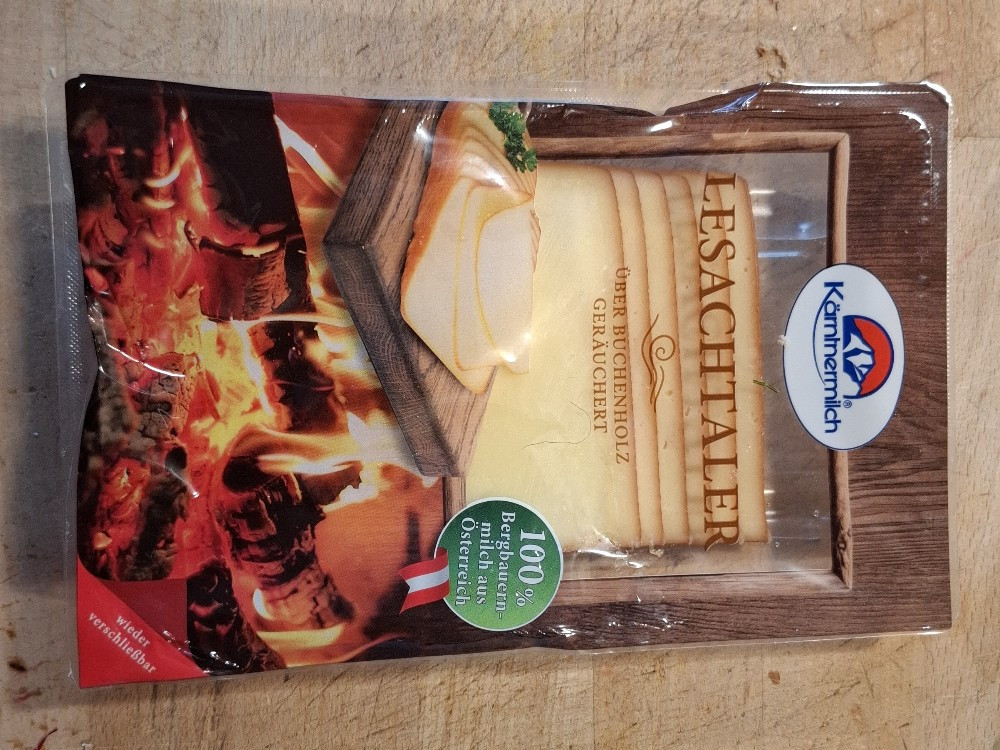 Kärntnermilch®
LESACHTALER
ÜBER BUCHENHOLZ
GERÄUCHERT
100%
Bergbauern-
milch aus
Österreich
wieder
verschließbar